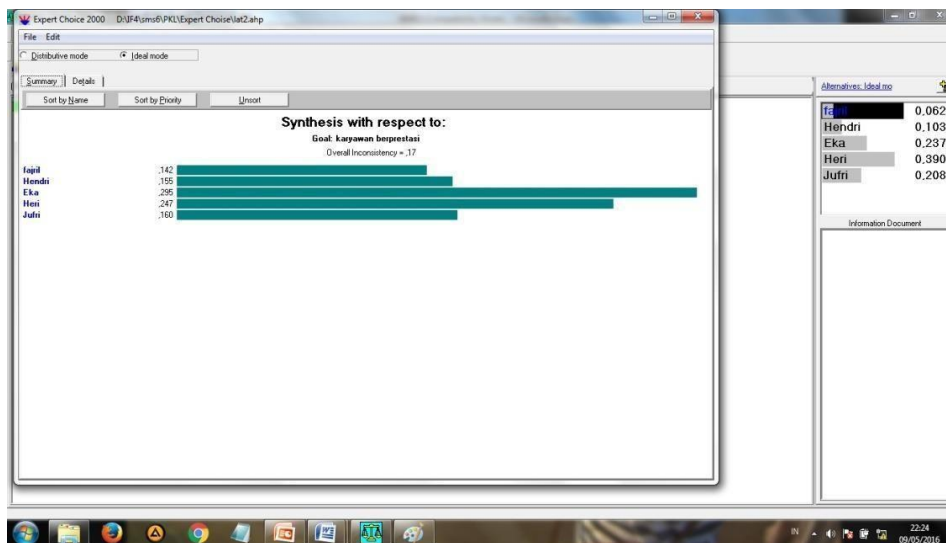 Expert Choice 2000 D:\IF4\sms6\PKL\Expert Choise\lat2.ahp
File Edit
Distributive mode Ideal mode
Summary Details
Sort by Name Sort by Priority Unsort
Synthesis with respect to:
Goal: karyawan berprestasi
Overall Inconsistency = ,17
fajril ,142
Hendri ,155
Eka ,295
Heri ,247
Jufri ,160
Alternatives: Ideal mo
fajril 0,062
Hendri 0,103
Eka 0,237
Heri 0,390
Jufri 0,208
Information Document
IN
22:24
09/05/2016